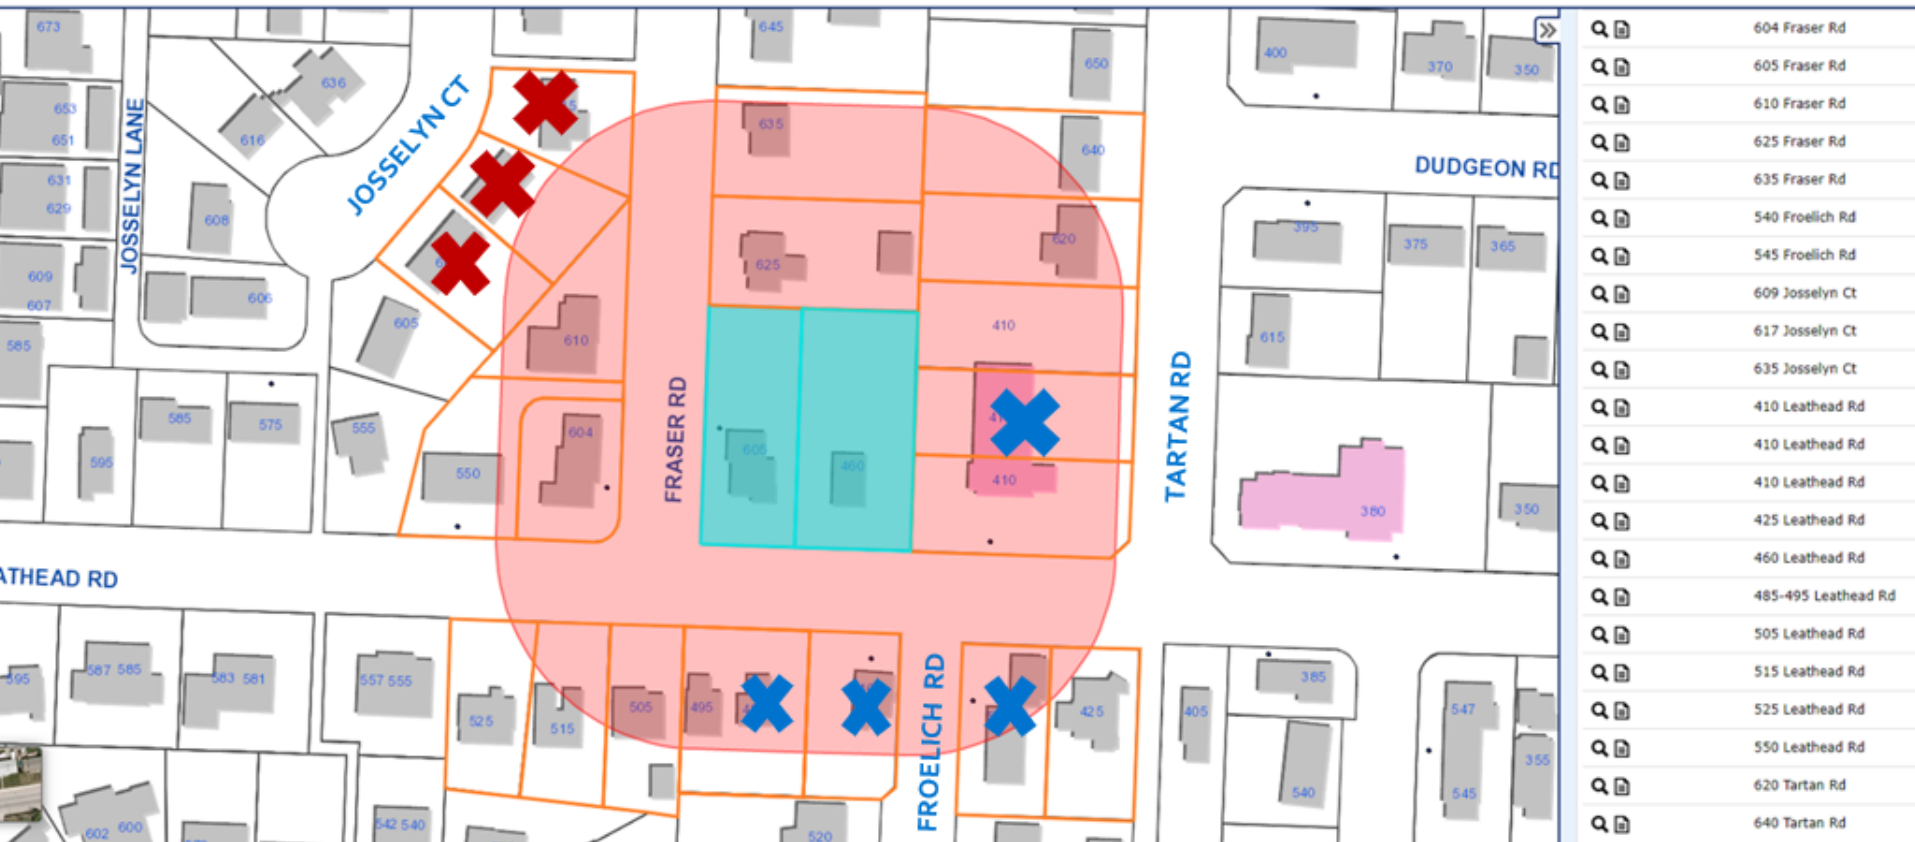 673
645
650
400
370
350
636
653
651
616
JOSSELYN LANE
JOSSELYN CT
635
640
DUDGEON RD
631
629
608
625
620
395
375
365
609
607
606
605
610
410
615
585
FRASER RD
TARTAN RD
585
575
555
595
550
604
605
460
410
380
350
ATHEAD RD
595
587 585
583 581
557 555
525
515
505
495
FROELICH RD
425
405
385
547
355
545
540
602 600
542 540
520
604 Fraser Rd
605 Fraser Rd
610 Fraser Rd
625 Fraser Rd
635 Fraser Rd
540 Froelich Rd
545 Froelich Rd
609 Josselyn Ct
617 Josselyn Ct
635 Josselyn Ct
410 Leathead Rd
410 Leathead Rd
410 Leathead Rd
425 Leathead Rd
460 Leathead Rd
485-495 Leathead Rd
505 Leathead Rd
515 Leathead Rd
525 Leathead Rd
550 Leathead Rd
620 Tartan Rd
640 Tartan Rd